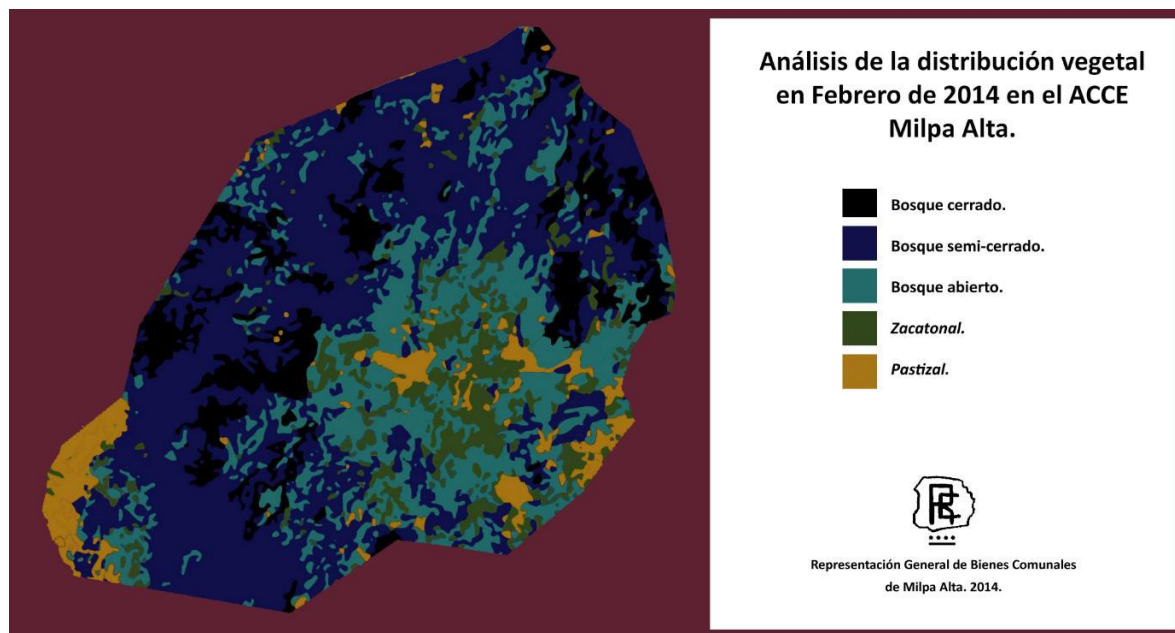 Análisis de la distribución vegetal
en Febrero de 2014 en el ACCE
Milpa Alta.
Bosque cerrado.
Bosque semi-cerrado.
Bosque abierto.
Zacatonal.
Pastizal.
Representación General de Bienes Comunales
de Milpa Alta. 2014.